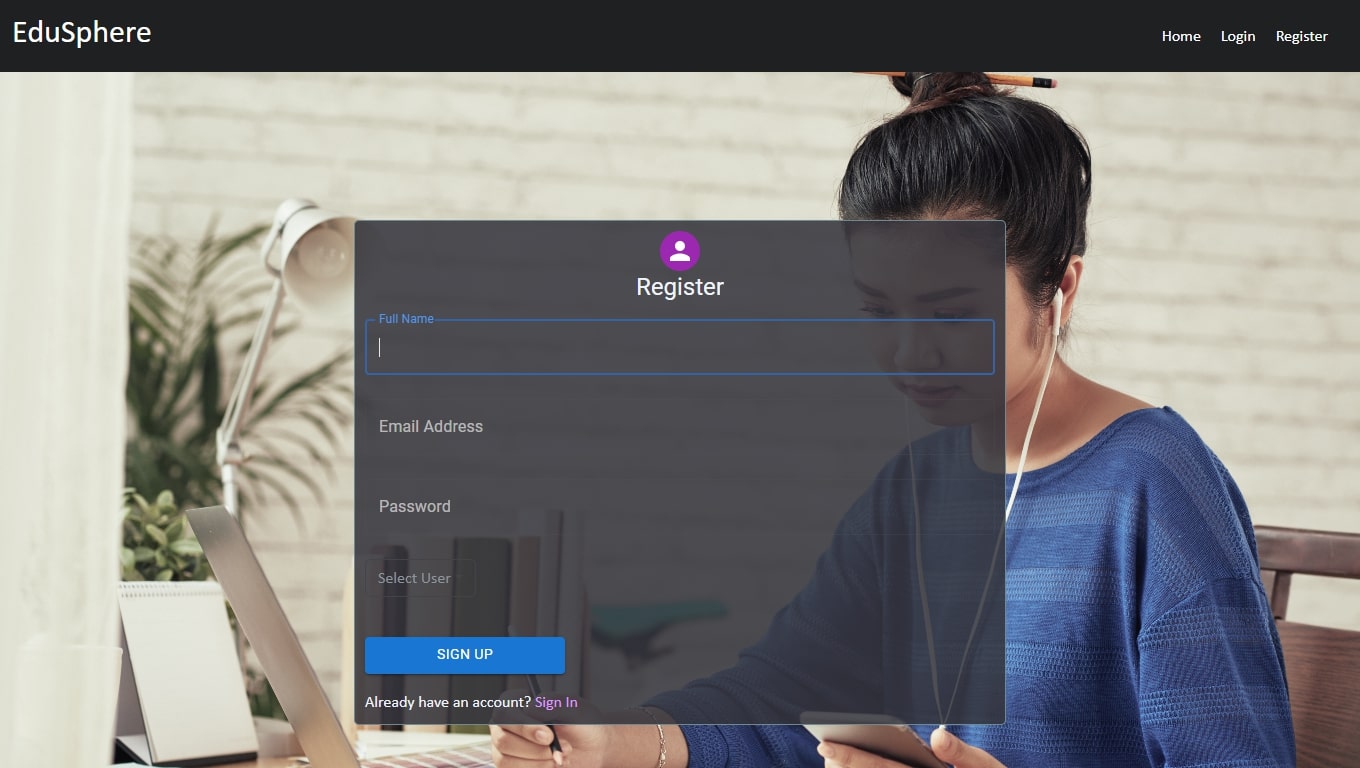 EduSphere
Home Login Register
Register
Full Name
Email Address
Password
Select User
SIGN UP
Already have an account? Sign In